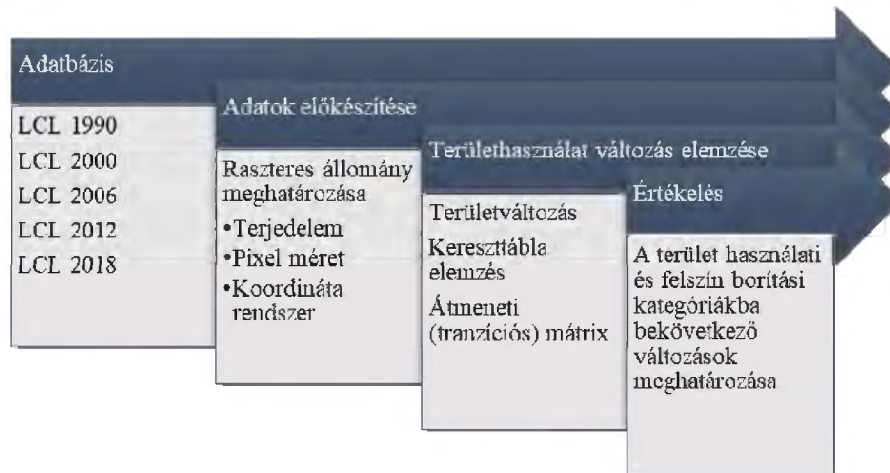 Adatbázis
LCL 1990
LCL 2000
LCL 2006
LCL 2012
LCL 2018
Adatok előkészítése
Raszteres állomány
meghatározása
•Terjedelem
•Pixel méret
•Koordináta
rendszer
Területhasználat változás elemzése
Területváltozás
Kereszttábla
elemzés
Átmeneti
(tranzíciós) mátrix
Értékelés
A terület használati
és felszín borítási
kategóriákba
bekövetkező
változások
meghatározása